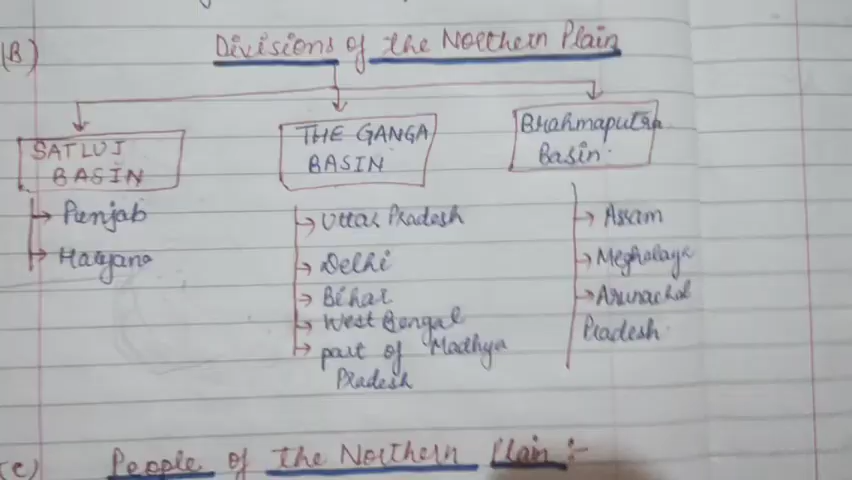 (B) Divisions of the Northern Plain
SATLUJ
BASIN
Punjab
Haryana
THE GANGA
BASIN
Uttar Pradesh
Delhi
Bihar
West Bengal
part of Madhya
Pradesh
Brahmaputra
Basin
Assam
Meghalaya
Arunachal
Pradesh
(C) People of the Northern Plain :-